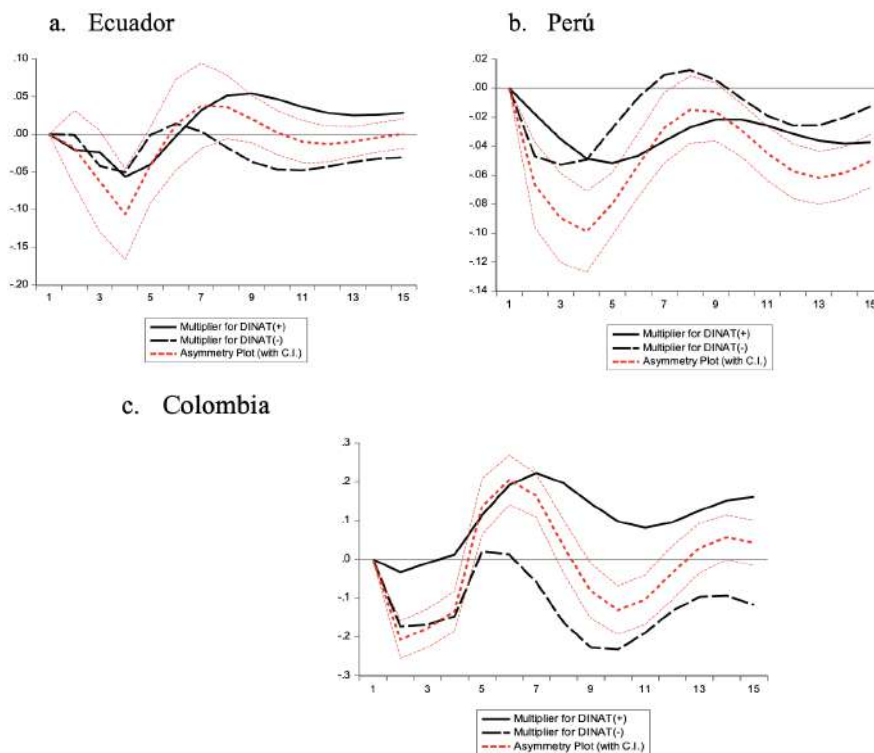 a. Ecuador
.10
.05
.00
-.05
-.10
-.15
-.20
1 3 5 7 9 11 13 15
Multiplier for DINAT(+)
Multiplier for DINAT(-)
Asymmetry Plot (with C.I.)
b. Perú
.02
.00
-.02
-.04
-.06
-.08
-.10
-.12
-.14
1 3 5 7 9 11 13 15
Multiplier for DINAT(+)
Multiplier for DINAT(-)
Asymmetry Plot (with C.I.)
c. Colombia
.3
.2
.1
.0
-.1
-.2
-.3
1 3 5 7 9 11 13 15
Multiplier for DINAT(+)
Multiplier for DINAT(-)
Asymmetry Plot (with C.I.)